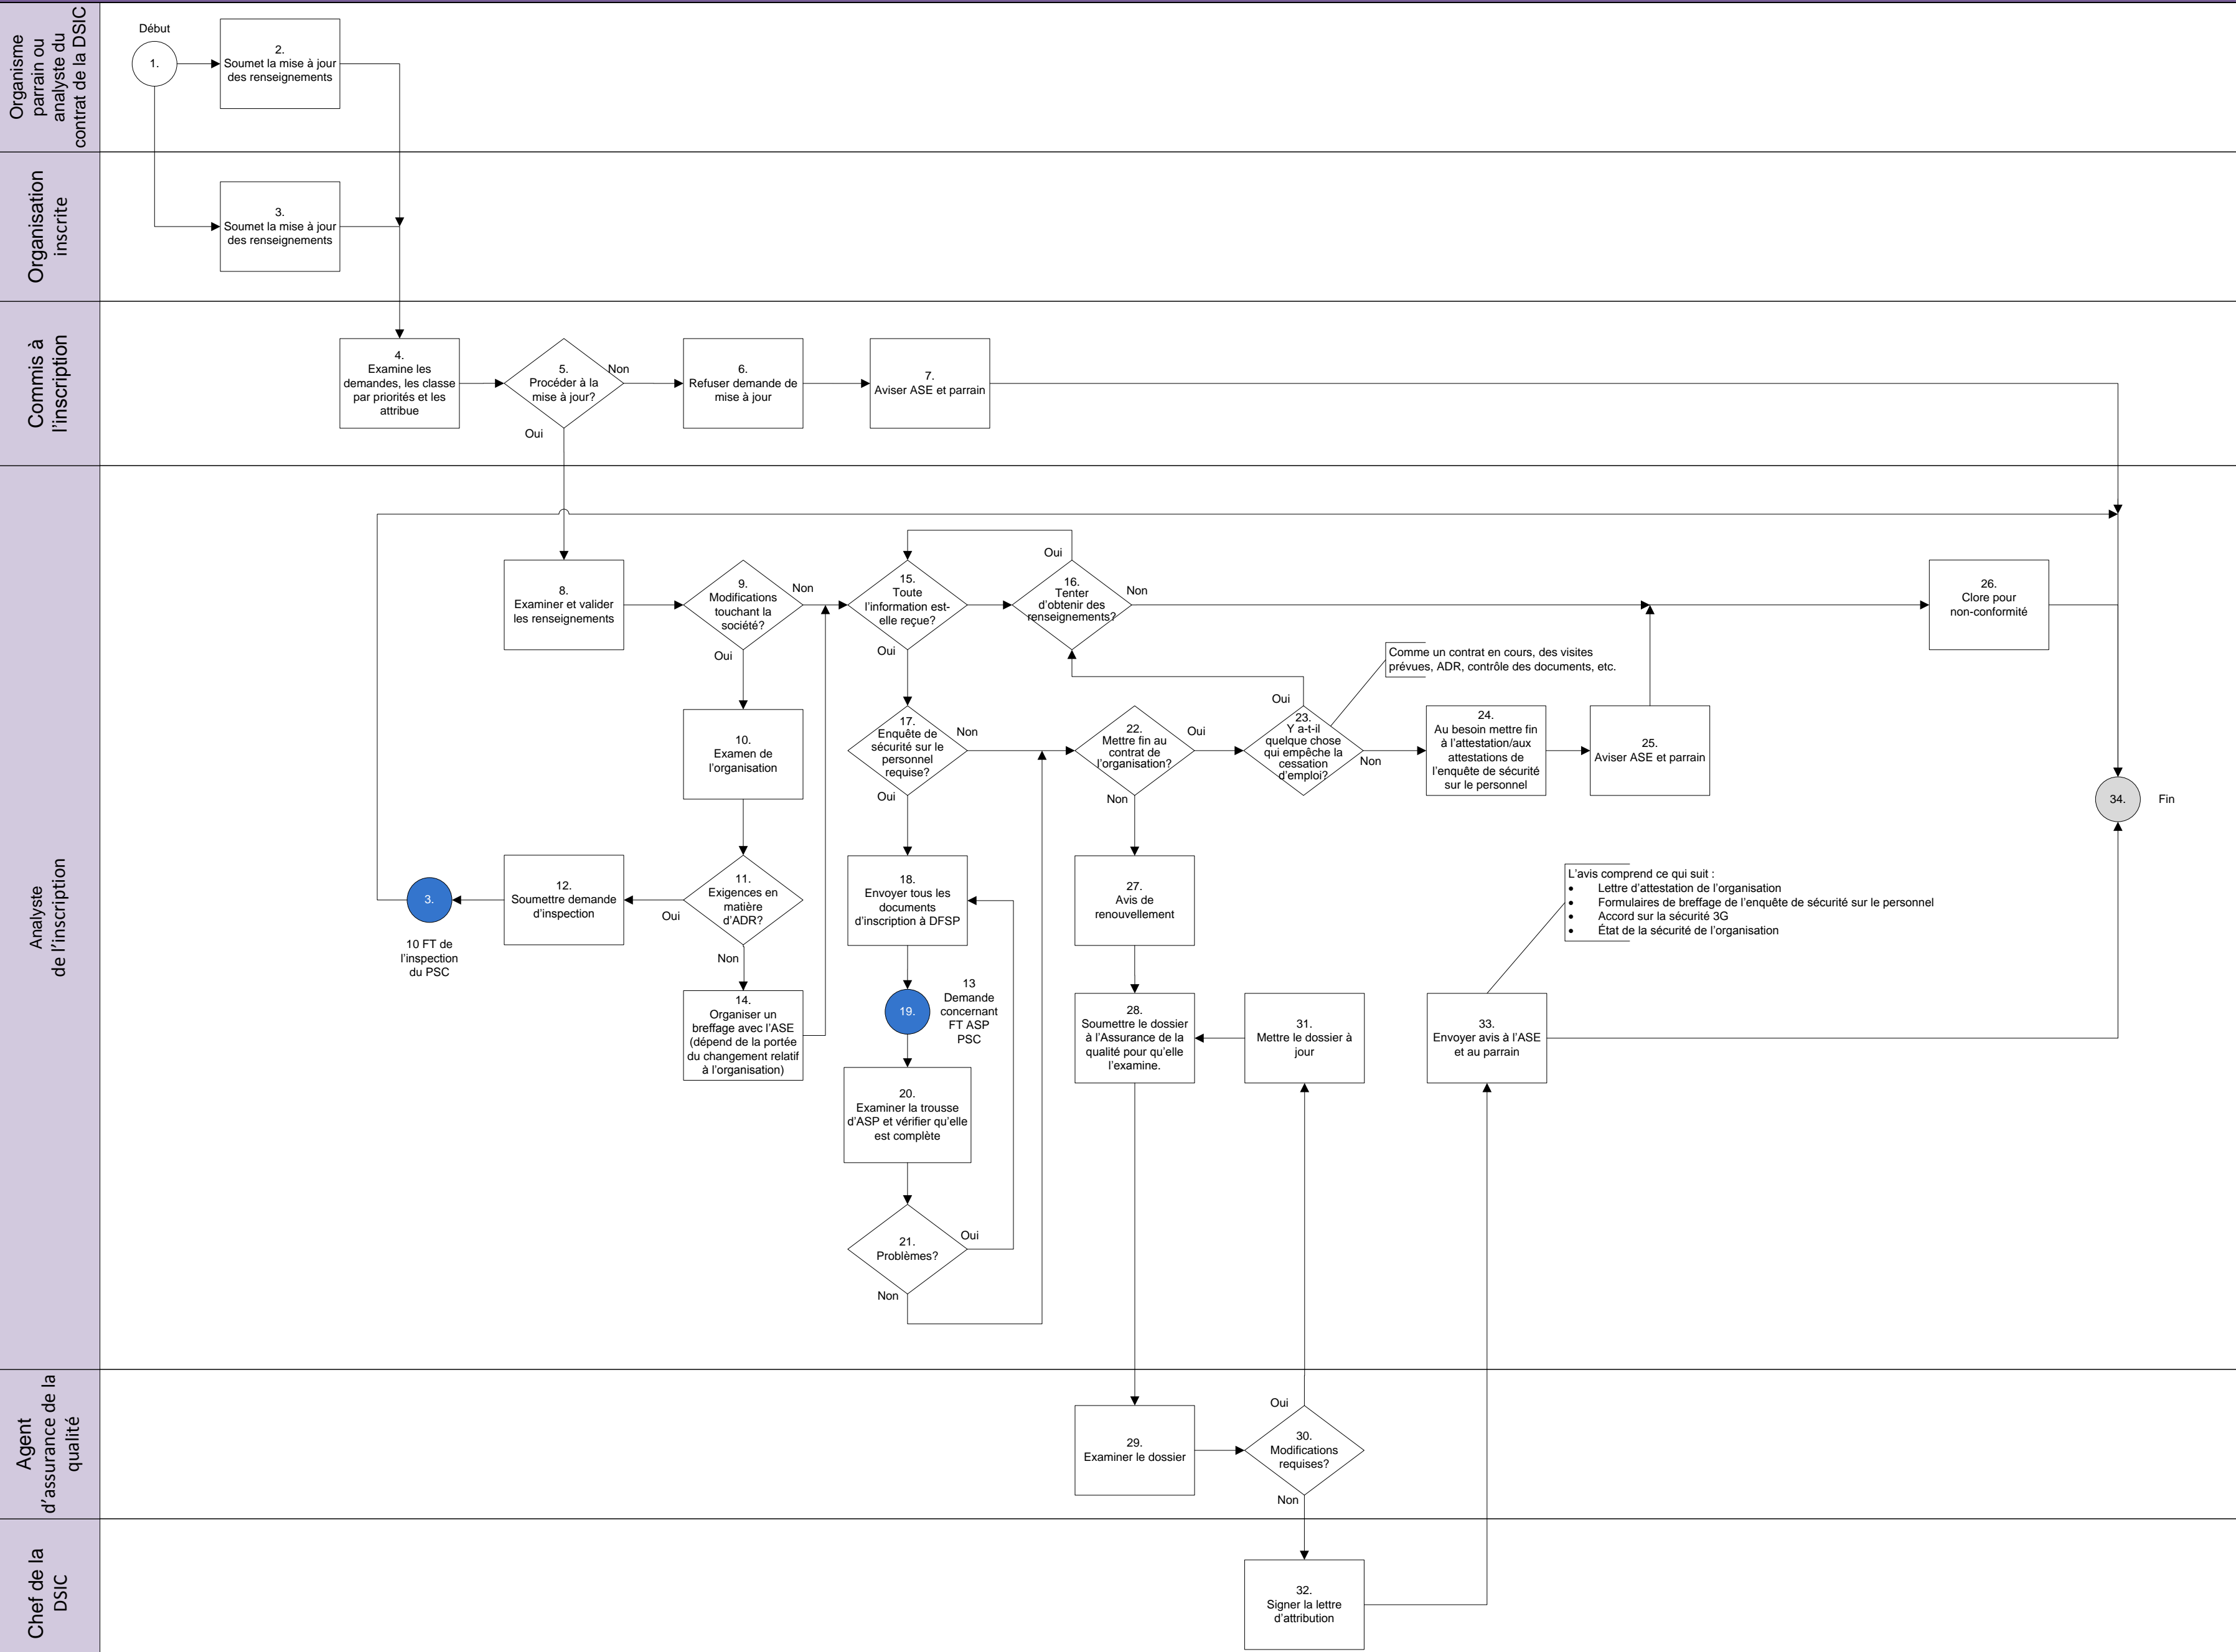 Organisme
parrain ou
analyste du
contrat de la DSIC
Début
1.
2.
Soumet la mise à jour
des renseignements
Organisation
inscrite
3.
Soumet la mise à jour
des renseignements
Commis à
l'inscription
4.
Examine les
demandes, les classe
par priorités et les
attribue
5.
Procéder à la
mise à jour?
Non
Oui
6.
Refuser demande de
mise à jour
7.
Aviser ASE et parrain
Analyste
de l'inscription
8.
Examiner et valider
les renseignements
9.
Modifications
touchant la
société?
Non
Oui
10.
Examen de
l'organisation
11.
Exigences en
matière
d'ADR?
Oui
Non
12.
Soumettre demande
d'inspection
3.
10 FT de
l'inspection
du PSC
14.
Organiser un
breffage avec l'ASE
(dépend de la portée
du changement relatif
à l'organisation)
15.
Toute
l'information est-
elle reçue?
Oui
16.
Tenter
d'obtenir des
renseignements?
Oui
Non
17.
Enquête de
sécurité sur le
personnel
requise?
Non
Oui
18.
Envoyer tous les
documents
d'inscription à DFSP
19.
13
Demande
concernant
FT ASP
PSC
20.
Examiner la trousse
d'ASP et vérifier qu'elle
est complète
21.
Problèmes?
Oui
Non
22.
Mettre fin au
contrat de
l'organisation?
Oui
Non
23.
Y a-t-il
quelque chose
qui empêche la
cessation
d'emploi?
Oui
Non
Comme un contrat en cours, des visites
prévues, ADR, contrôle des documents, etc.
24.
Au besoin mettre fin
à l'attestation/aux
attestations de
l'enquête de sécurité
sur le personnel
25.
Aviser ASE et parrain
26.
Clore pour
non-conformité
27.
Avis de
renouvellement
28.
Soumettre le dossier
à l'Assurance de la
qualité pour qu'elle
l'examine.
31.
Mettre le dossier à
jour
33.
Envoyer avis à l'ASE
et au parrain
L'avis comprend ce qui suit :
• Lettre d'attestation de l'organisation
• Formulaires de breffage de l'enquête de sécurité sur le personnel
• Accord sur la sécurité 3G
• État de la sécurité de l'organisation
34.
Fin
Agent
d'assurance de la
qualité
29.
Examiner le dossier
30.
Modifications
requises?
Oui
Non
Chef de la
DSIC
32.
Signer la lettre
d'attribution